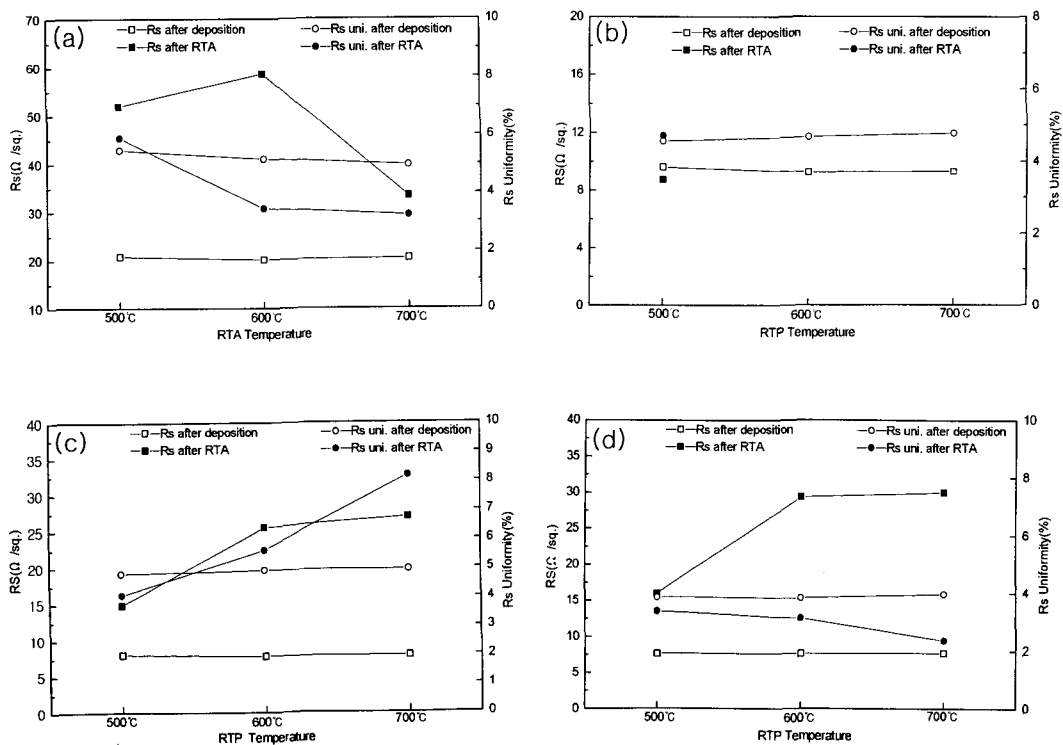 (a)
Rs after deposition
Rs uni. after deposition
Rs after RTA
Rs uni. after RTA
70
60
50
40
30
20
10
Rs(Ω /sq.)
10
8
6
4
2
0
Rs Uniformity(%)
500℃ 600℃ 700℃
RTA Temperature
(b)
Rs after deposition
Rs uni. after deposition
Rs after RTA
Rs uni. after RTA
20
16
12
8
4
0
RS(Ω /sq.)
8
7
6
5
4
3
2
1
0
Rs Uniformity(%)
500℃ 600℃ 700℃
RTP Temperature
(c)
Rs after deposition
Rs uni. after deposition
Rs after RTA
Rs uni. after RTA
40
35
30
25
20
15
10
5
0
RS(Ω /sq.)
10
9
8
7
6
5
4
3
2
1
0
Rs Uniformity(%)
500℃ 600℃ 700℃
RTP Temperature
(d)
Rs after deposition
Rs uni. after deposition
Rs after RTA
Rs uni. after RTA
40
35
30
25
20
15
10
5
0
RS(Ω /sq.)
10
8
6
4
2
0
Rs Uniformity(%)
500℃ 600℃ 700℃
RTP Temperature